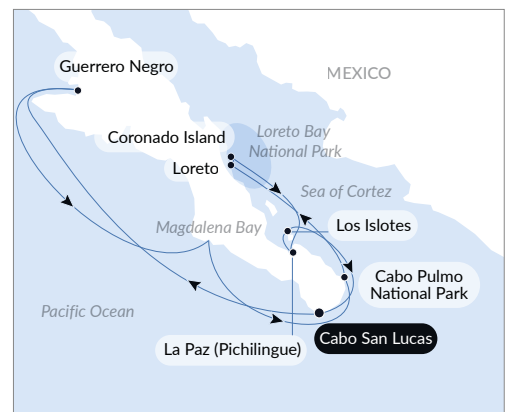 Guerrero Negro
MEXICO
Coronado Island
Loreto Bay
National Park
Loreto
Sea of Cortez
Magdalena Bay
Los Islotes
Cabo Pulmo
National Park
Pacific Ocean
Cabo San Lucas
La Paz (Pichilingue)